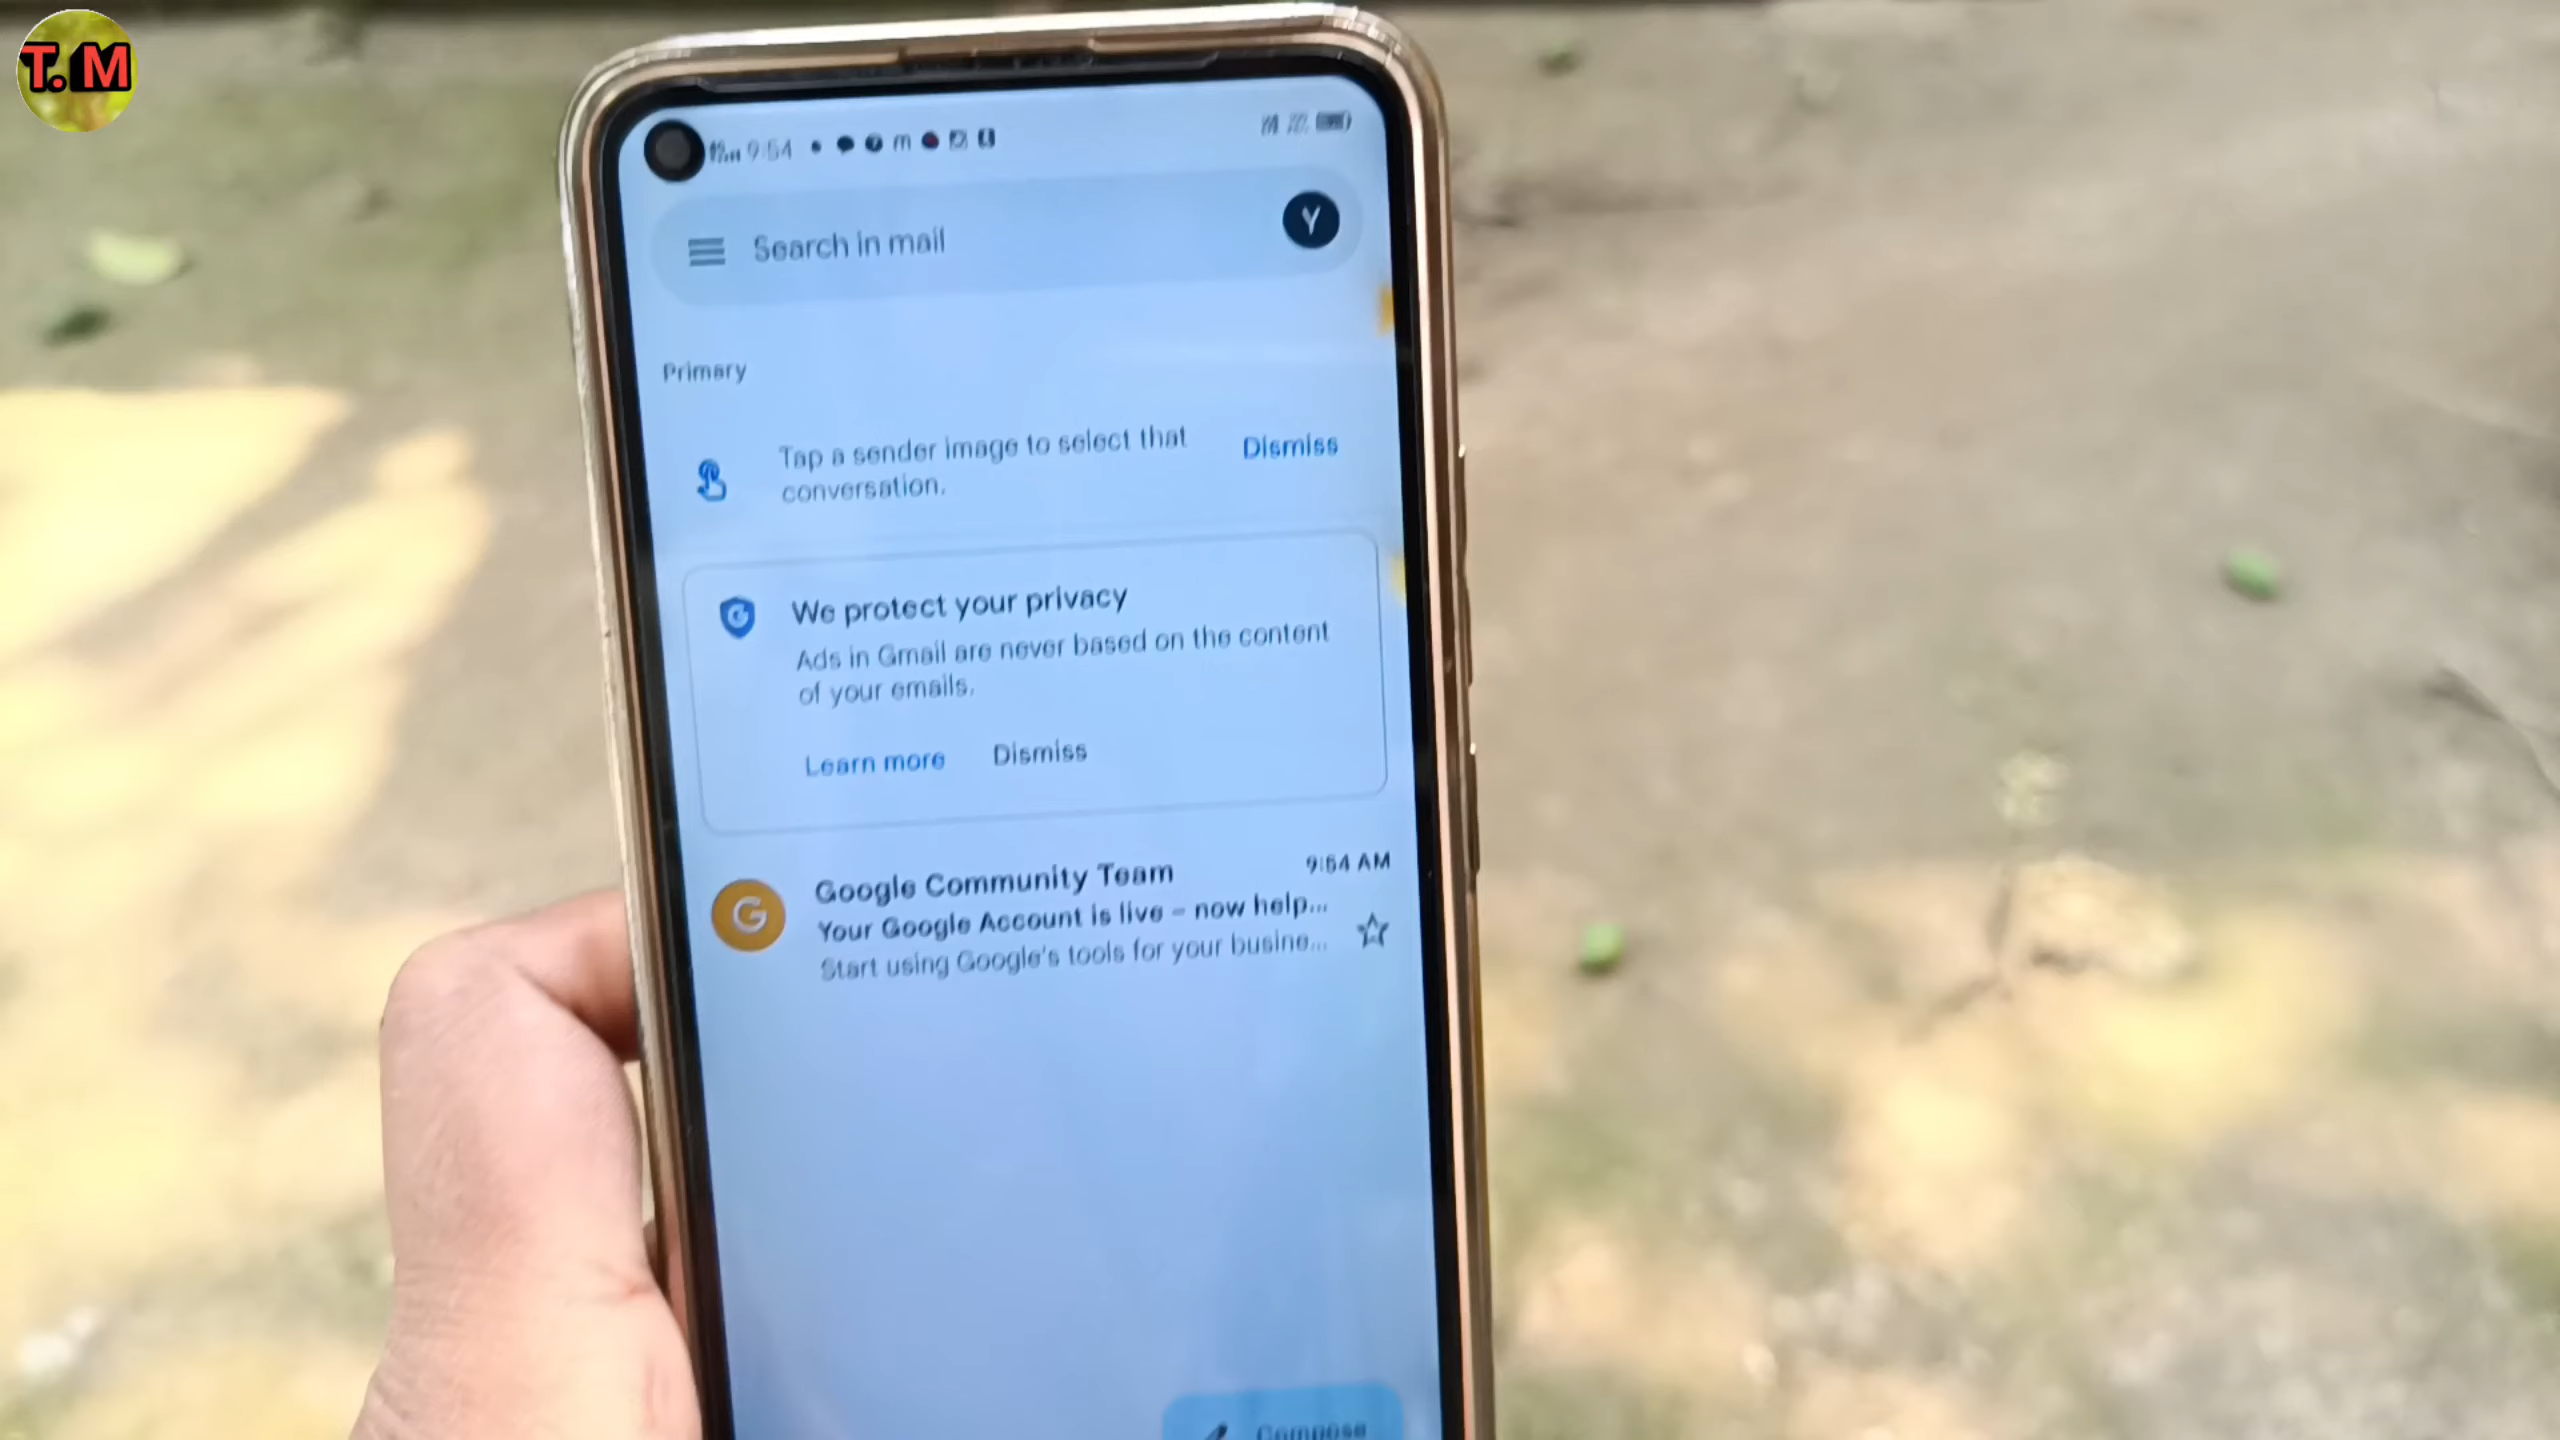 T. M
9:54
Search in mail
Y
Primary
Tap a sender image to select that
conversation.
Dismiss
We protect your privacy
Ads in Gmail are never based on the content
of your emails.
Learn more Dismiss
Google Community Team 9:54 AM
Your Google Account is live – now help...
Start using Google's tools for your busine...
Compose